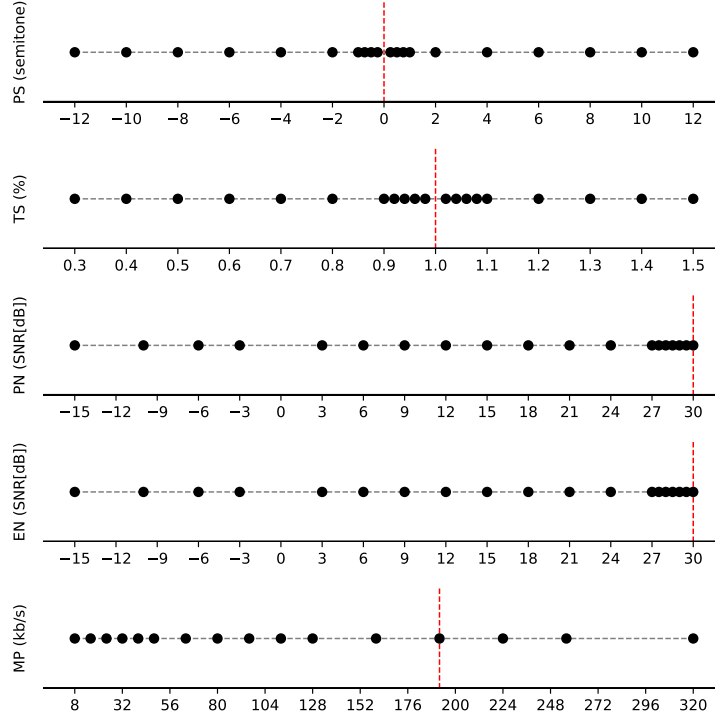 PS (semitone)
−12 −10 −8 −6 −4 −2 0 2 4 6 8 10 12
TS (%)
0.3 0.4 0.5 0.6 0.7 0.8 0.9 1.0 1.1 1.2 1.3 1.4 1.5
PN (SNR[dB])
−15 −12 −9 −6 −3 0 3 6 9 12 15 18 21 24 27 30
EN (SNR[dB])
−15 −12 −9 −6 −3 0 3 6 9 12 15 18 21 24 27 30
MP (kb/s)
8 32 56 80 104 128 152 176 200 224 248 272 296 320